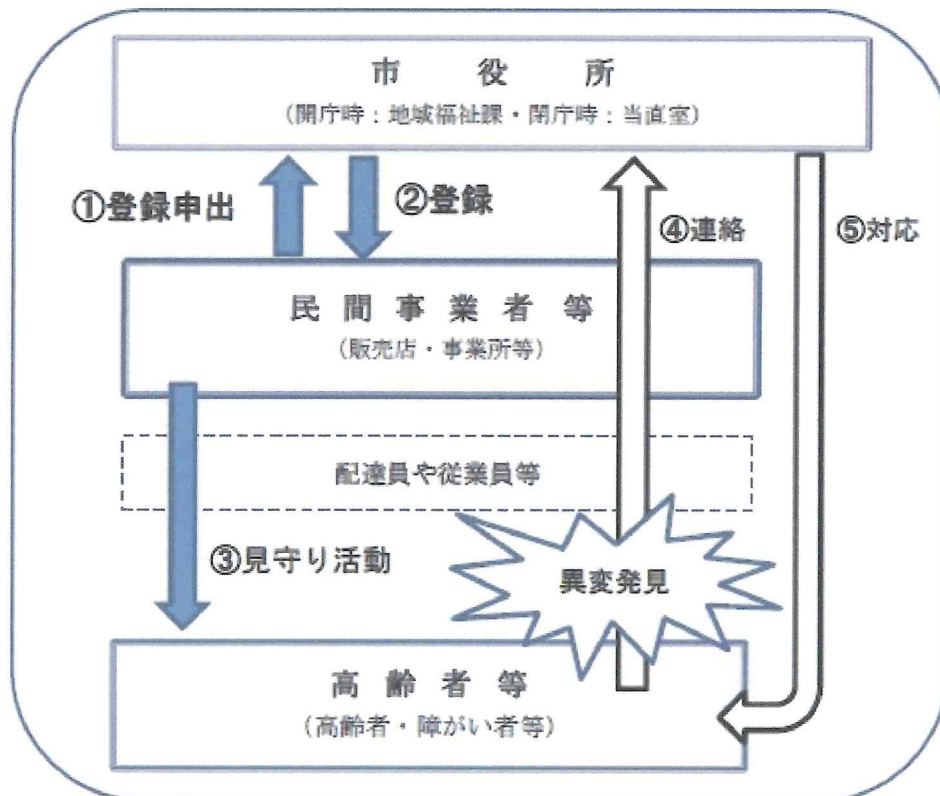 市役所
(開庁時：地域福祉課・閉庁時：当直室)
①登録申出
②登録
④連絡
⑤対応
民間事業者等
(販売店・事業所等)
配達員や従業員等
③見守り活動
異変発見
高齢者等
(高齢者・障がい者等)